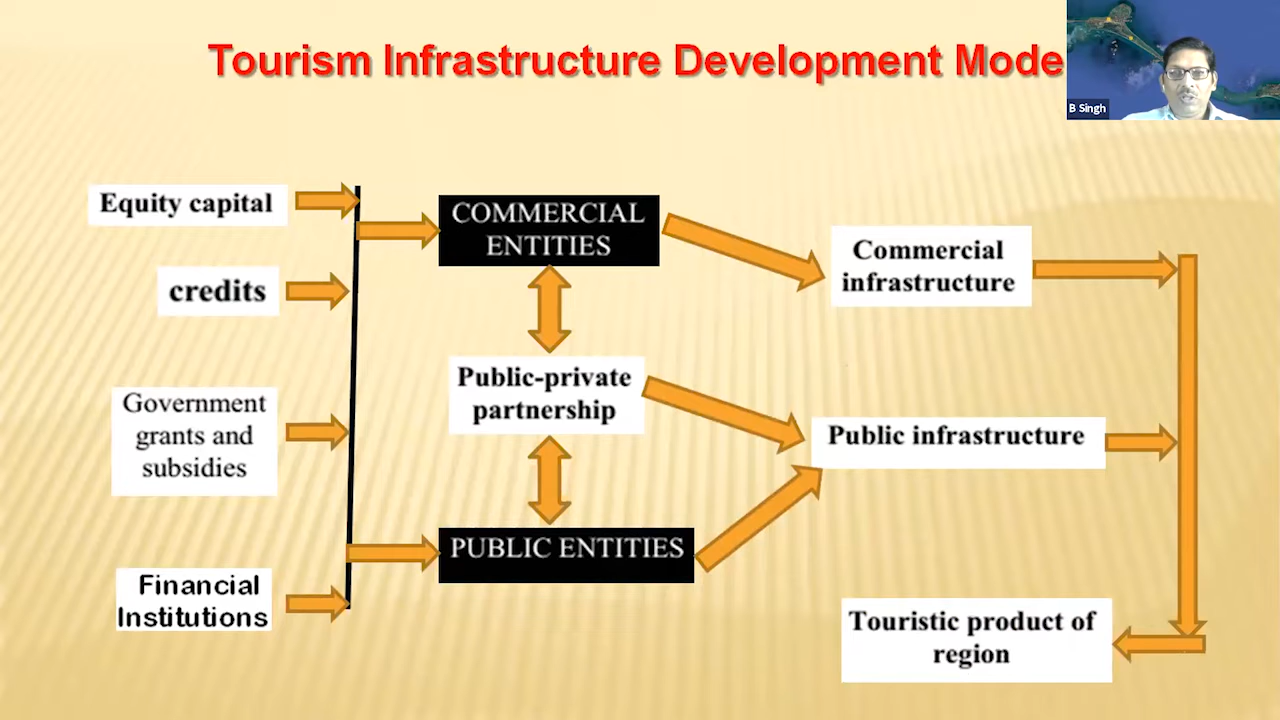 Tourism Infrastructure Development Mode
B Singh
Equity capital
credits
Government
grants and
subsidies
Financial
Institutions
COMMERCIAL
ENTITIES
Public-private
partnership
PUBLIC ENTITIES
Commercial
infrastructure
Public infrastructure
Touristic product of
region